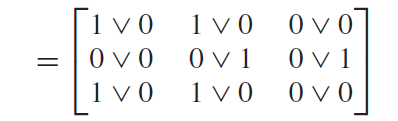 = [1 ∨ 0 1 ∨ 0 0 ∨ 0
0 ∨ 0 0 ∨ 1 0 ∨ 1
1 ∨ 0 1 ∨ 0 0 ∨ 0]